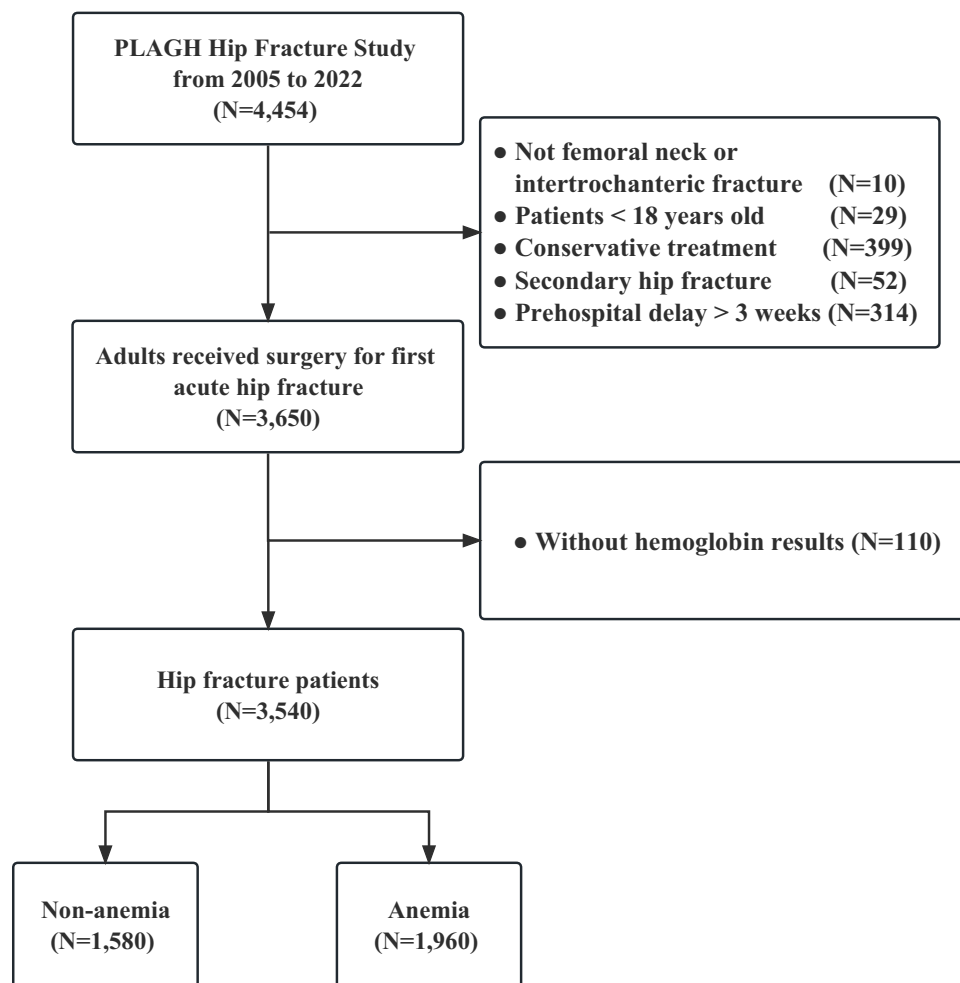 PLAGH Hip Fracture Study
from 2005 to 2022
(N=4,454)
● Not femoral neck or
intertrochanteric fracture (N=10)
● Patients < 18 years old (N=29)
● Conservative treatment (N=399)
● Secondary hip fracture (N=52)
● Prehospital delay > 3 weeks (N=314)
Adults received surgery for first
acute hip fracture
(N=3,650)
● Without hemoglobin results (N=110)
Hip fracture patients
(N=3,540)
Non-anemia
(N=1,580)
Anemia
(N=1,960)